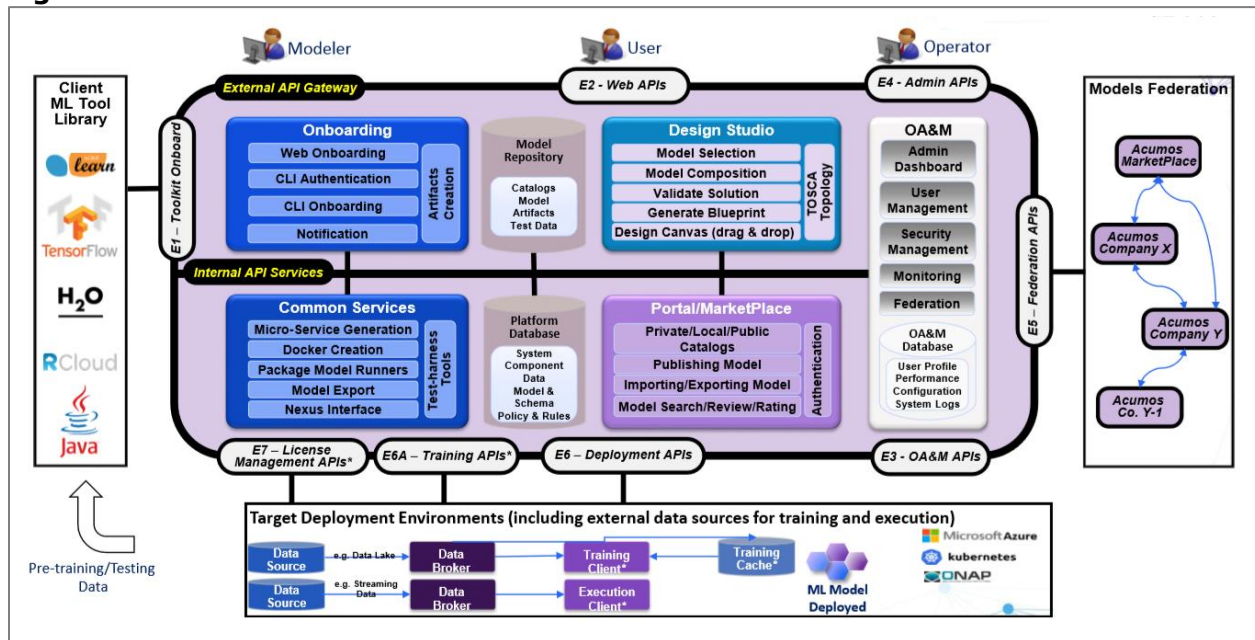 Modeler
User
Operator
Client
ML Tool
Library
learn
TensorFlow
H2O
RCloud
Java
Pre-training/Testing
Data
E1 – Toolkit Onboard
External API Gateway
E2 - Web APIs
E4 - Admin APIs
Onboarding
Web Onboarding
CLI Authentication
CLI Onboarding
Notification
Artifacts
Creation
Model
Repository
Catalogs
Model
Artifacts
Test Data
Design Studio
Model Selection
Model Composition
Validate Solution
Generate Blueprint
Design Canvas (drag & drop)
TOSCA
Topology
OA&M
Admin
Dashboard
User
Management
Security
Management
Monitoring
Federation
OA&M
Database
User Profile
Performance
Configuration
System Logs
Internal API Services
Common Services
Micro-Service Generation
Docker Creation
Package Model Runners
Model Export
Nexus Interface
Test-harness
Tools
Platform
Database
System
Component
Data
Model &
Schema
Policy & Rules
Portal/MarketPlace
Private/Local/Public
Catalogs
Publishing Model
Importing/Exporting Model
Model Search/Review/Rating
Authentication
E5 – Federation APIs
Models Federation
Acumos
MarketPlace
Acumos
Company X
Acumos
Company Y
Acumos
Co. Y-1
E7 – License
Management APIs*
E6A – Training APIs*
E6 – Deployment APIs
E3 - OA&M APIs
Target Deployment Environments (including external data sources for training and execution)
Data
Source
e.g. Data Lake
Data
Broker
Training
Client*
Training
Cache*
Data
Source
e.g. Streaming
Data
Data
Broker
Execution
Client*
ML Model
Deployed
Microsoft Azure
kubernetes
ONAP